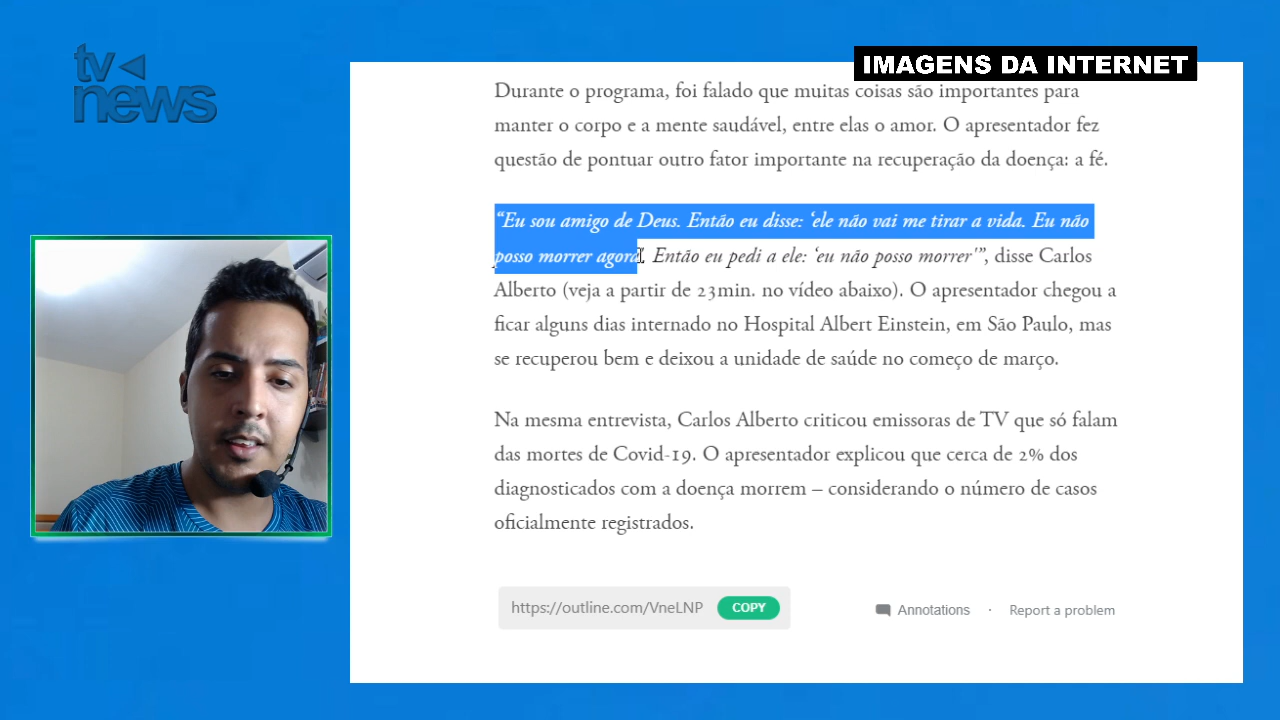 tv
news
IMAGENS DA INTERNET
Durante o programa, foi falado que muitas coisas são importantes para
manter o corpo e a mente saudável, entre elas o amor. O apresentador fez
questão de pontuar outro fator importante na recuperação da doença: a fé.
“Eu sou amigo de Deus. Então eu disse: ‘ele não vai me tirar a vida. Eu não
posso morrer agora’. Então eu pedi a ele: ‘eu não posso morrer'”, disse Carlos
Alberto (veja a partir de 23min. no vídeo abaixo). O apresentador chegou a
ficar alguns dias internado no Hospital Albert Einstein, em São Paulo, mas
se recuperou bem e deixou a unidade de saúde no começo de março.
Na mesma entrevista, Carlos Alberto criticou emissoras de TV que só falam
das mortes de Covid-19. O apresentador explicou que cerca de 2% dos
diagnosticados com a doença morrem – considerando o número de casos
oficialmente registrados.
https://outline.com/VneLNP COPY
Annotations · Report a problem